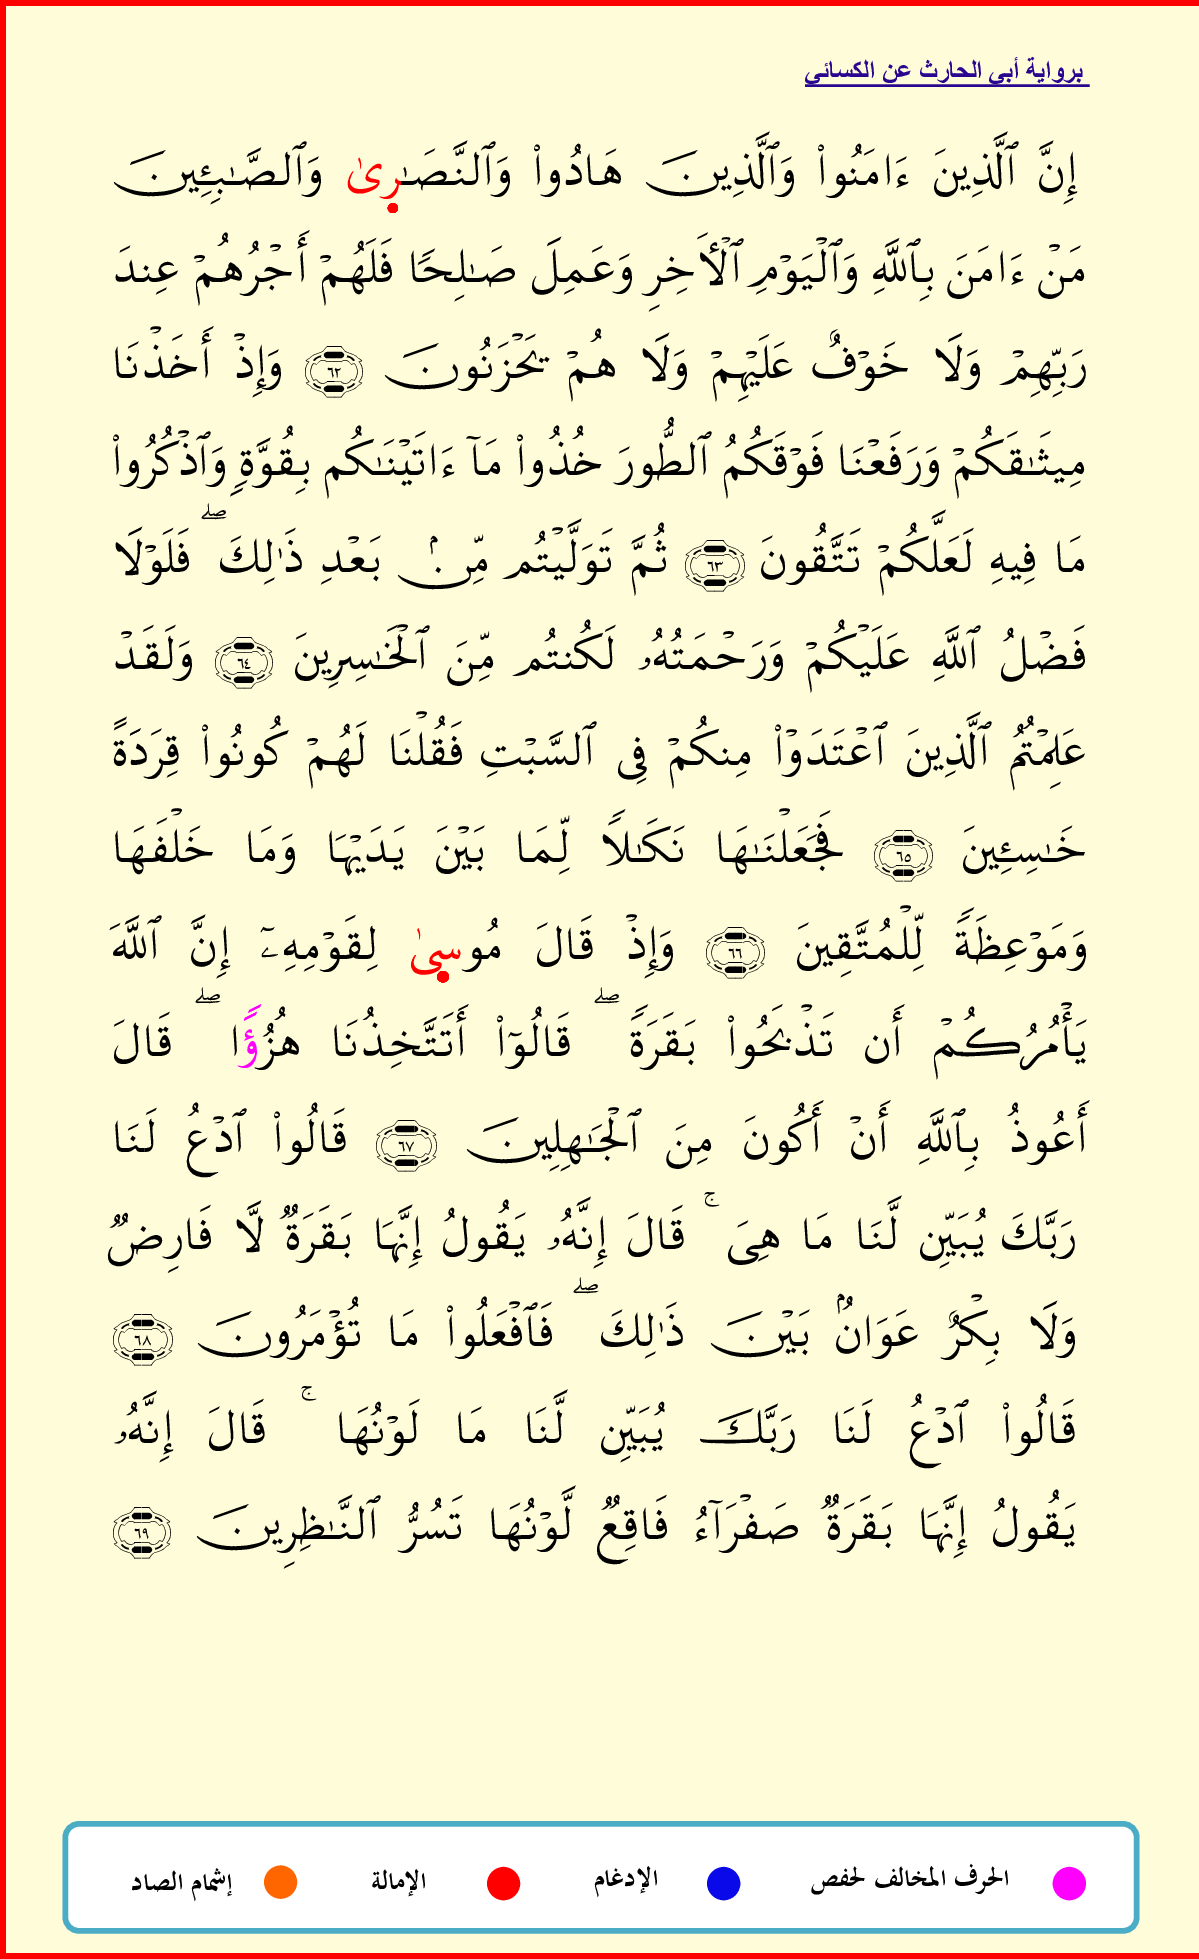 برواية أبي الحارث عن الكسائي
إِنَّ ٱلَّذِينَ ءَامَنُواْ وَٱلَّذِينَ هَادُواْ وَٱلنَّصَٰرِىٰ وَٱلصَّٰبِـِٔينَ
مَنْ ءَامَنَ بِٱللَّهِ وَٱلْيَوْمِ ٱلْأَخِرِ وَعَمِلَ صَٰلِحًا فَلَهُمْ أَجْرُهُمْ عِندَ
رَبِّهِمْ وَلَا خَوْفٌ عَلَيْهِمْ وَلَا هُمْ يَحْزَنُونَ ٦٢ وَإِذْ أَخَذْنَا
مِيثَٰقَكُمْ وَرَفَعْنَا فَوْقَكُمُ ٱلطُّورَ خُذُواْ مَآ ءَاتَيْنَٰكُم بِقُوَّةٍ وَٱذْكُرُواْ
مَا فِيهِ لَعَلَّكُمْ تَتَّقُونَ ٦٣ ثُمَّ تَوَلَّيْتُم مِّنۢ بَعْدِ ذَٰلِكَ ۖ فَلَوْلَا
فَضْلُ ٱللَّهِ عَلَيْكُمْ وَرَحْمَتُهُۥ لَكُنتُم مِّنَ ٱلْخَٰسِرِينَ ٦٤ وَلَقَدْ
عَلِمْتُمُ ٱلَّذِينَ ٱعْتَدَوْاْ مِنكُمْ فِى ٱلسَّبْتِ فَقُلْنَا لَهُمْ كُونُواْ قِرَدَةً
خَٰسِـِٔينَ ٦٥ فَجَعَلْنَٰهَا نَكَٰلًا لِّمَا بَيْنَ يَدَيْهَا وَمَا خَلْفَهَا
وَمَوْعِظَةً لِّلْمُتَّقِينَ ٦٦ وَإِذْ قَالَ مُوسِىٰ لِقَوْمِهِۦٓ إِنَّ ٱللَّهَ
يَأْمُرُكُمْ أَن تَذْبَحُواْ بَقَرَةً ۖ قَالُوٓاْ أَتَتَّخِذُنَا هُزُؤًا ۖ قَالَ
أَعُوذُ بِٱللَّهِ أَنْ أَكُونَ مِنَ ٱلْجَٰهِلِينَ ٦٧ قَالُواْ ٱدْعُ لَنَا
رَبَّكَ يُبَيِّن لَّنَا مَا هِىَ ۚ قَالَ إِنَّهُۥ يَقُولُ إِنَّهَا بَقَرَةٌ لَّا فَارِضٌ
وَلَا بِكْرٌ عَوَانٌۢ بَيْنَ ذَٰلِكَ ۖ فَٱفْعَلُواْ مَا تُؤْمَرُونَ ٦٨
قَالُواْ ٱدْعُ لَنَا رَبَّكَ يُبَيِّن لَّنَا مَا لَوْنُهَا ۚ قَالَ إِنَّهُۥ
يَقُولُ إِنَّهَا بَقَرَةٌ صَفْرَآءُ فَاقِعٌ لَّوْنُهَا تَسُرُّ ٱلنَّٰظِرِينَ ٦٩
الحرف المخالف لحفص الإدغام الإمالة إشمام الصاد